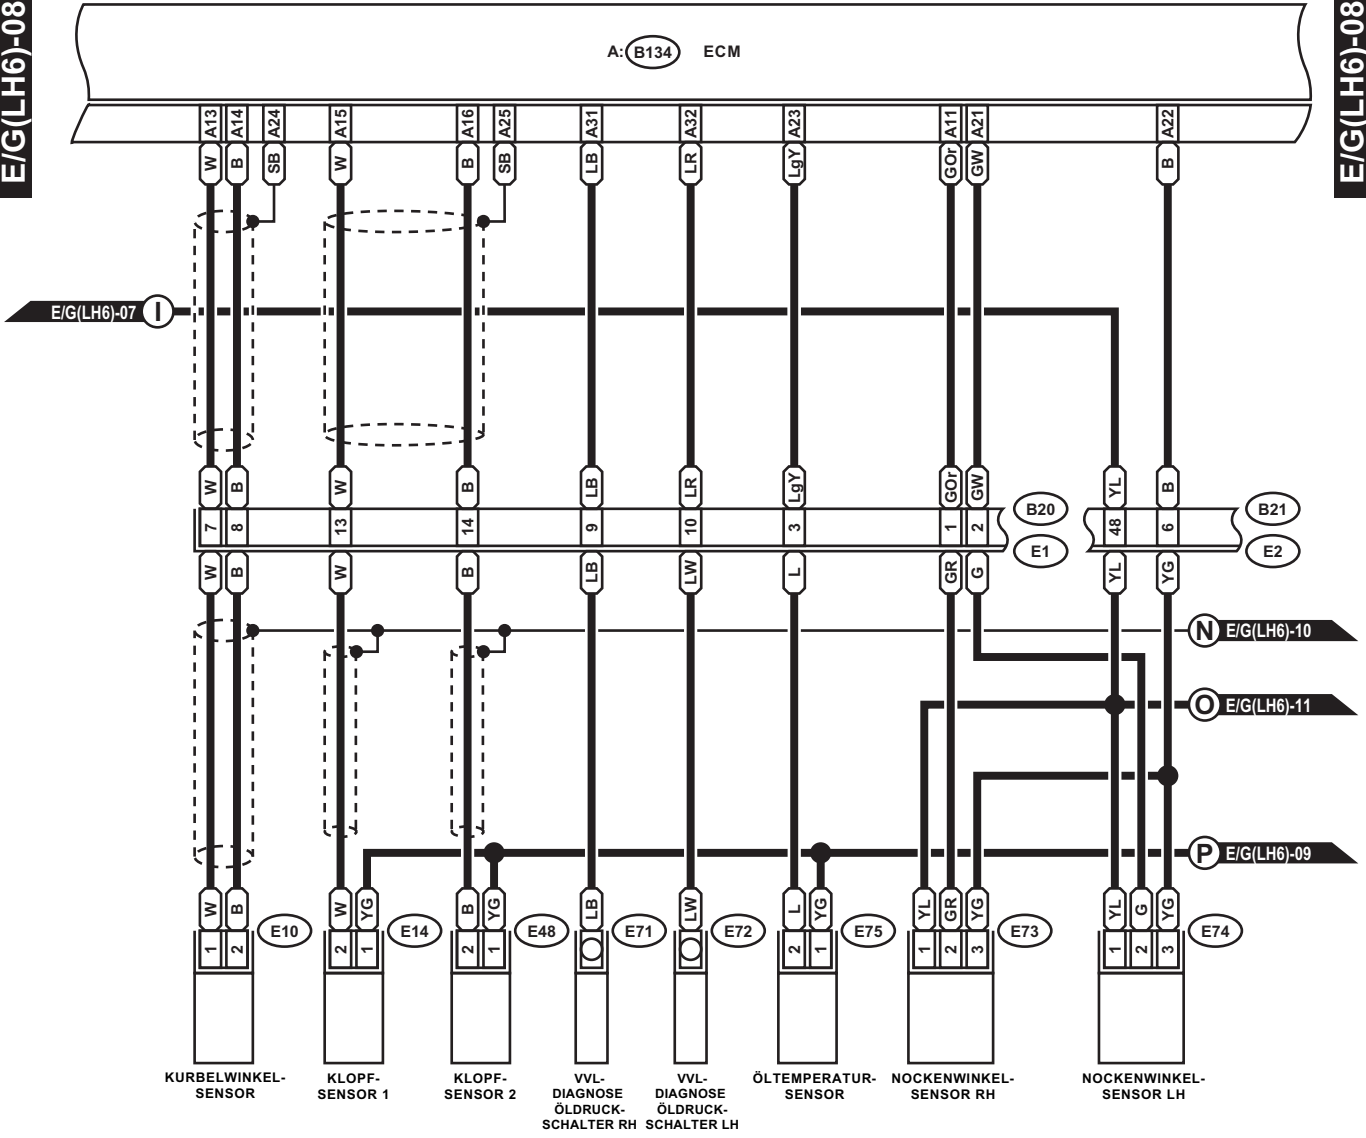 E/G(LH6)-08
E/G(LH6)-08
A: B134 ECM
A13 A14 A24 A15 A16 A25 A31 A32 A23 A11 A21 A22
W B SB W B SB LB LR LgY GOr GW B
E/G(LH6)-07 I
W B W B LB LR LgY GOr GW YL B
7 8 13 14 9 10 3 1 2 B20 48 6 B21
E1 E2
W B W B LB LW L GR G YL YG
N E/G(LH6)-10
O E/G(LH6)-11
P E/G(LH6)-09
W B W YG B YG LB LW L YG YL GR YG YL G YG
1 2 E10 2 1 E14 2 1 E48 E71 E72 2 1 E75 1 2 3 E73 1 2 3 E74
KURBELWINKEL-
SENSOR
KLOPF-
SENSOR 1
KLOPF-
SENSOR 2
VVL-
DIAGNOSE
ÖLDRUCK-
SCHALTER RH
VVL-
DIAGNOSE
ÖLDRUCK-
SCHALTER LH
ÖLTEMPERATUR-
SENSOR
NOCKENWINKEL-
SENSOR RH
NOCKENWINKEL-
SENSOR LH